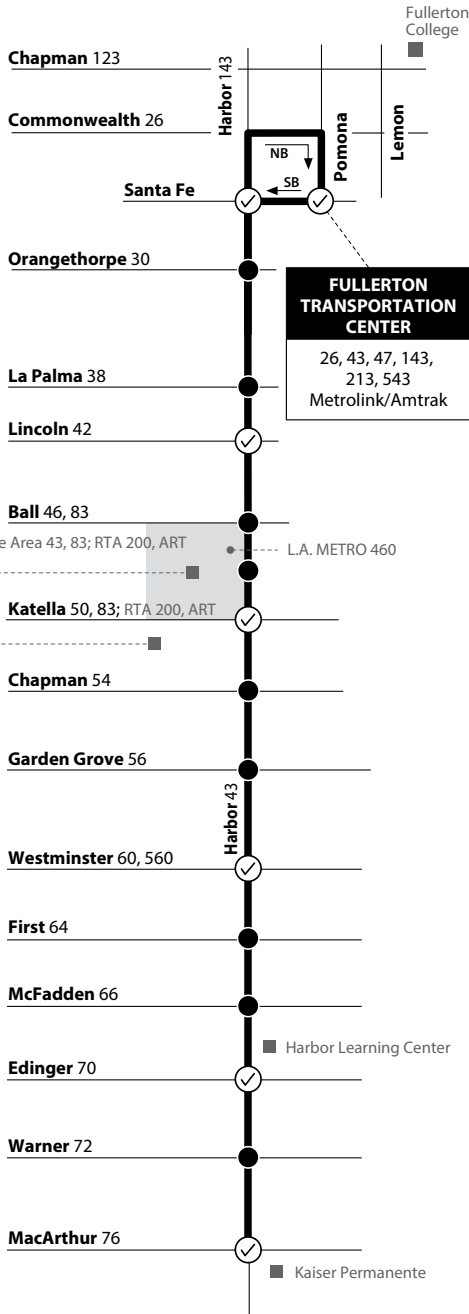 Fullerton
College
Chapman 123
Harbor 143
Commonwealth 26
Pomona
Lemon
NB
SB
Santa Fe
Orangethorpe 30
FULLERTON
TRANSPORTATION
CENTER
26, 43, 47, 143,
213, 543
Metrolink/Amtrak
La Palma 38
Lincoln 42
Ball 46, 83
Area 43, 83; RTA 200, ART
L.A. METRO 460
Katella 50, 83; RTA 200, ART
Chapman 54
Garden Grove 56
Harbor 43
Westminster 60, 560
First 64
McFadden 66
Harbor Learning Center
Edinger 70
Warner 72
MacArthur 76
Kaiser Permanente